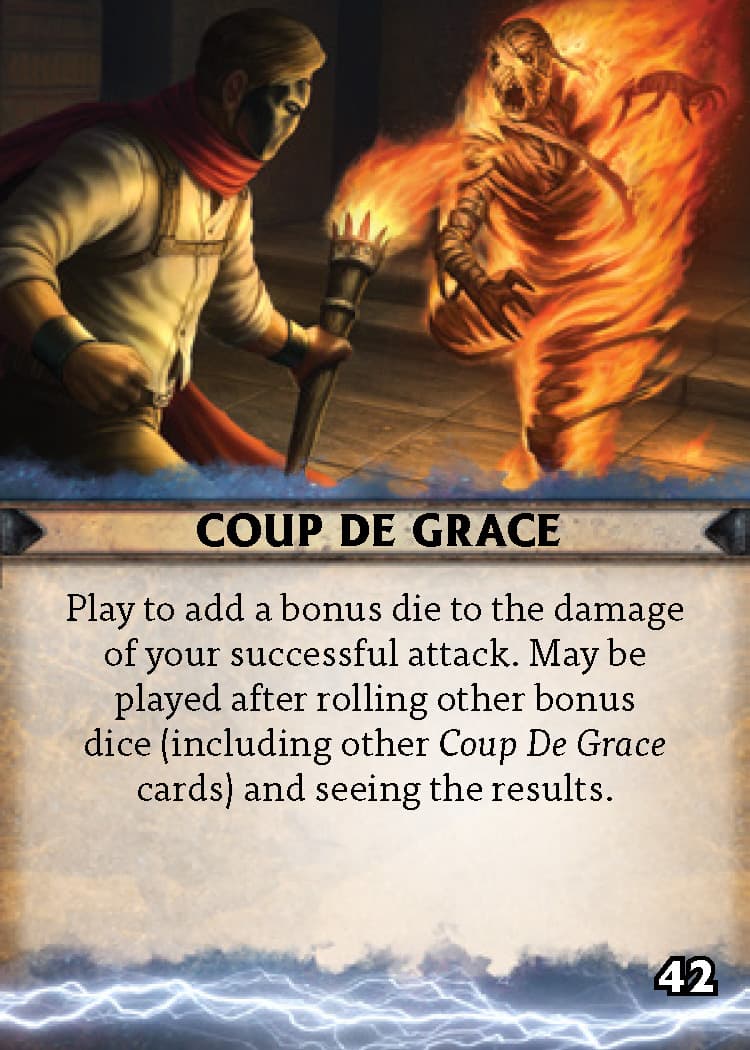 COUP DE GRACE
Play to add a bonus die to the damage
of your successful attack. May be
played after rolling other bonus
dice (including other Coup De Grace
cards) and seeing the results.
42